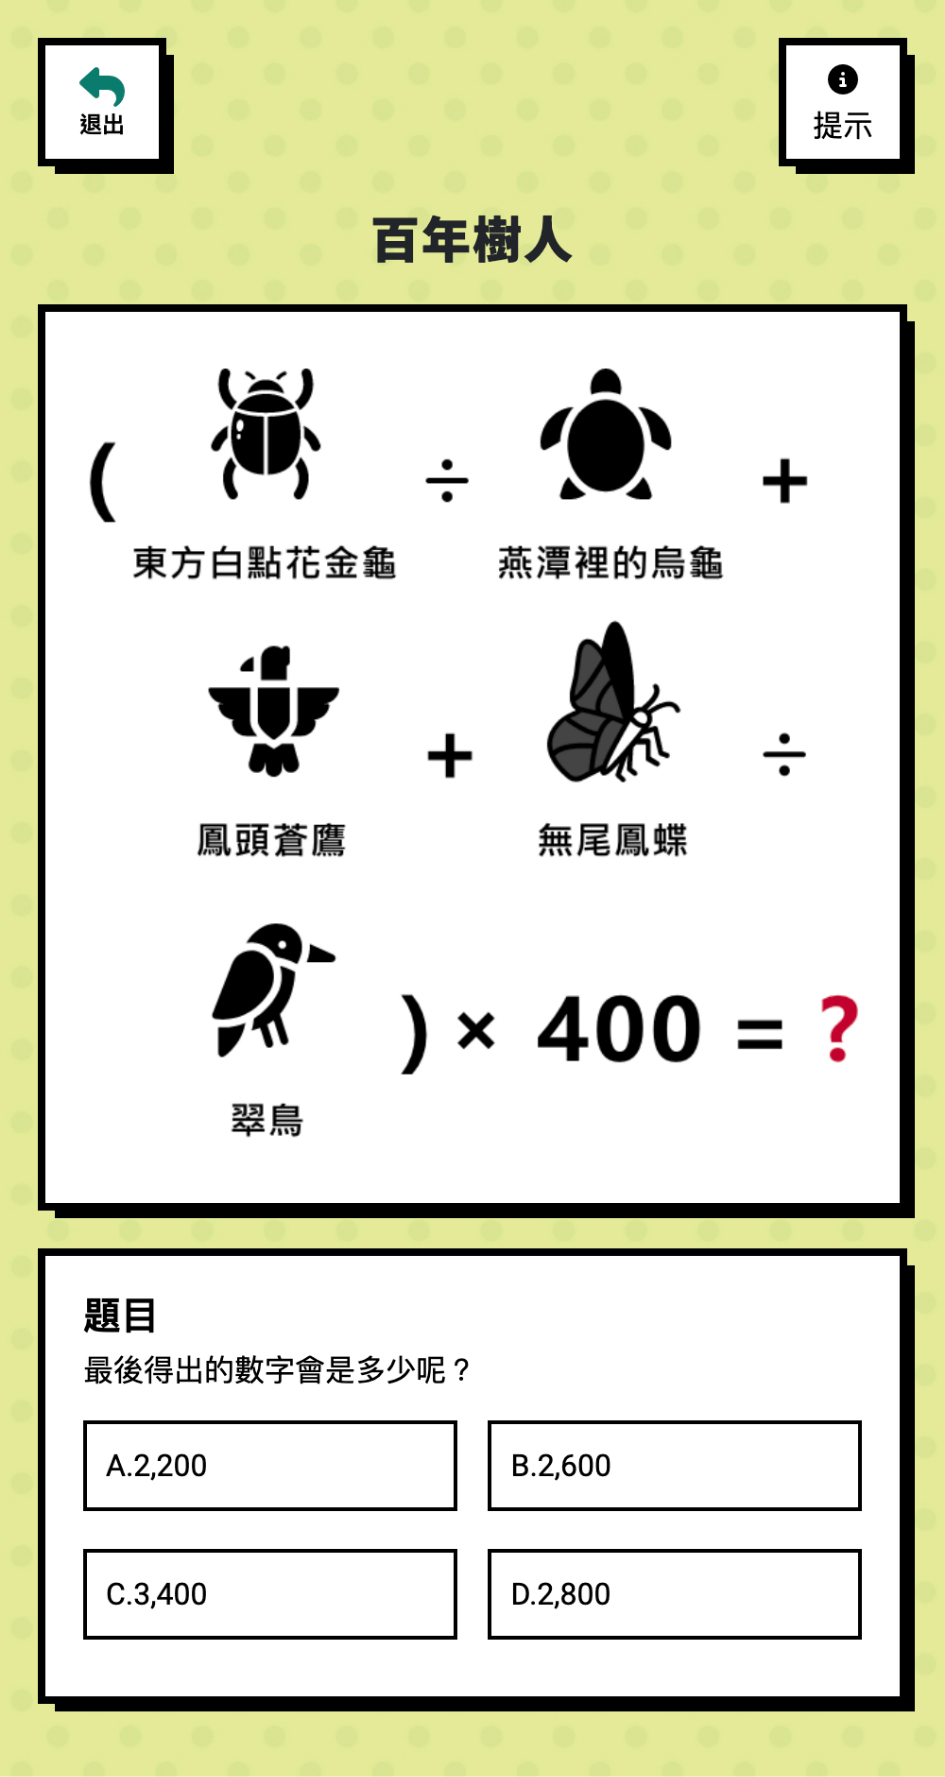 退出
提示
百年樹人
( ÷ +
東方白點花金龜 燕潭裡的烏龜
+ ÷
鳳頭蒼鷹 無尾鳳蝶
) × 400 = ?
翠鳥
題目
最後得出的數字會是多少呢？
A.2,200
B.2,600
C.3,400
D.2,800